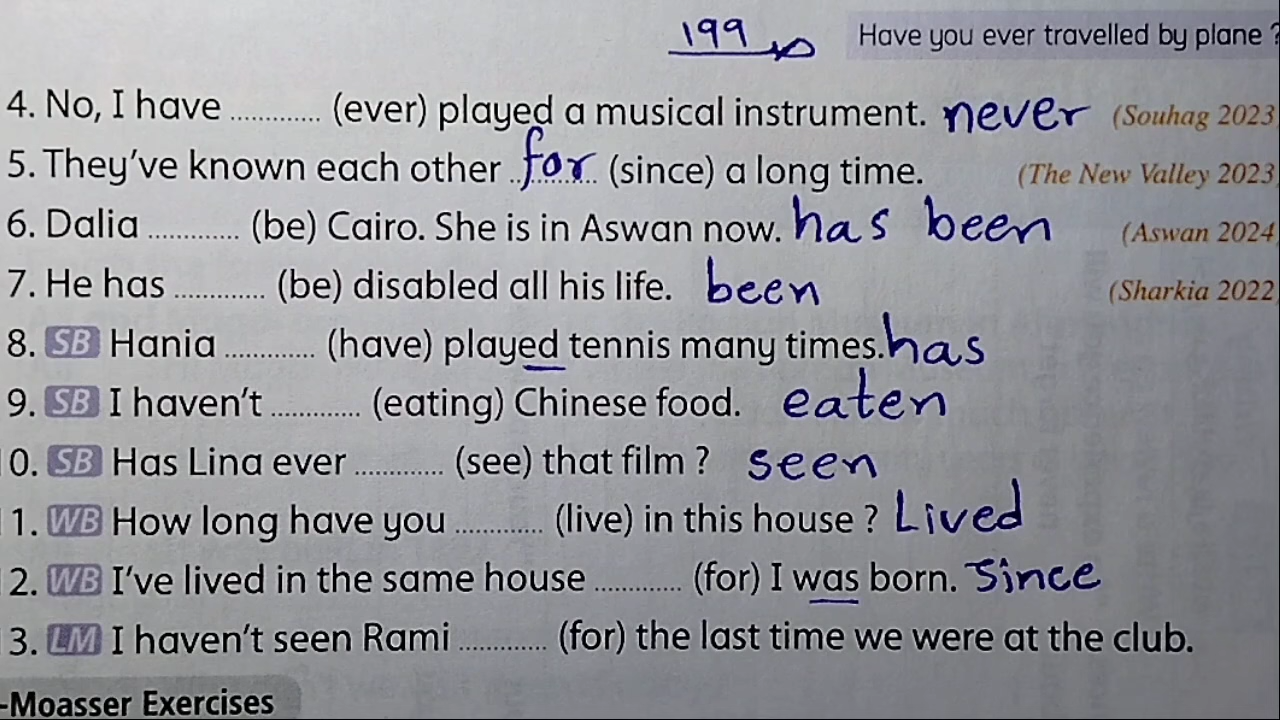 199 Have you ever travelled by plane ?
4. No, I have ............ (ever) played a musical instrument. never (Souhag 2023
5. They've known each other for (since) a long time. (The New Valley 2023
6. Dalia ............ (be) Cairo. She is in Aswan now. has been (Aswan 2024
7. He has ............ (be) disabled all his life. been (Sharkia 2022
8. SB Hania ............ (have) played tennis many times. has
9. SB I haven't ............ (eating) Chinese food. eaten
10. SB Has Lina ever ............ (see) that film ? seen
11. WB How long have you ............ (live) in this house ? Lived
2. WB I've lived in the same house ............ (for) I was born. Since
3. LM I haven't seen Rami ............ (for) the last time we were at the club.
-Moasser Exercises